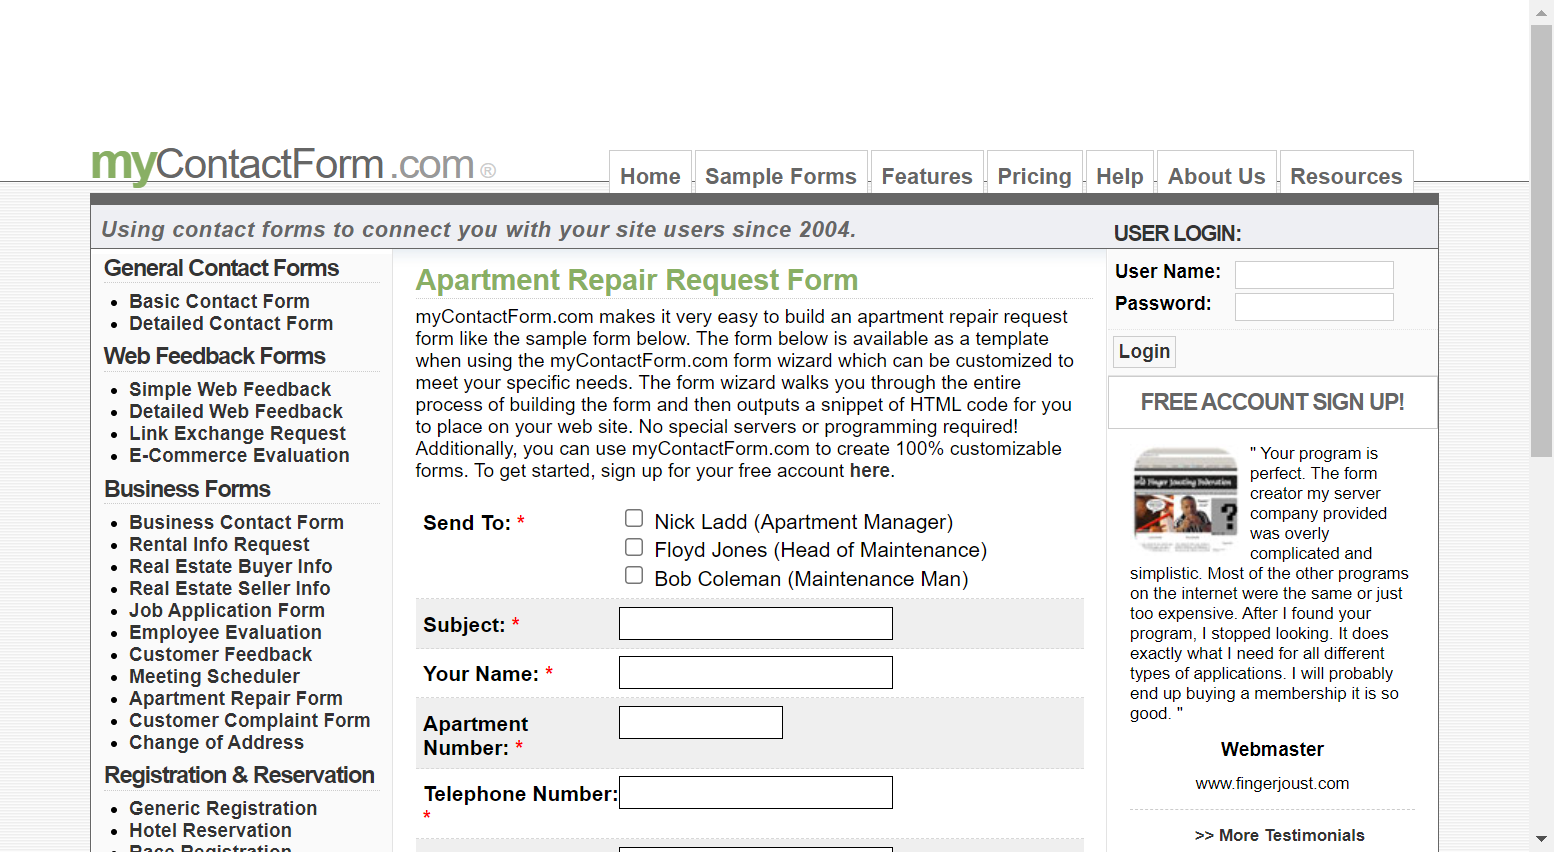 myContactForm.com ®
Home
Sample Forms
Features
Pricing
Help
About Us
Resources
Using contact forms to connect you with your site users since 2004.
USER LOGIN:
General Contact Forms
Basic Contact Form
Detailed Contact Form
Web Feedback Forms
Simple Web Feedback
Detailed Web Feedback
Link Exchange Request
E-Commerce Evaluation
Business Forms
Business Contact Form
Rental Info Request
Real Estate Buyer Info
Real Estate Seller Info
Job Application Form
Employee Evaluation
Customer Feedback
Meeting Scheduler
Apartment Repair Form
Customer Complaint Form
Change of Address
Registration & Reservation
Generic Registration
Hotel Reservation
Race Registration
Apartment Repair Request Form
myContactForm.com makes it very easy to build an apartment repair request
form like the sample form below. The form below is available as a template
when using the myContactForm.com form wizard which can be customized to
meet your specific needs. The form wizard walks you through the entire
process of building the form and then outputs a snippet of HTML code for you
to place on your web site. No special servers or programming required!
Additionally, you can use myContactForm.com to create 100% customizable
forms. To get started, sign up for your free account here.
Send To: *
Nick Ladd (Apartment Manager)
Floyd Jones (Head of Maintenance)
Bob Coleman (Maintenance Man)
Subject: *
Your Name: *
Apartment
Number: *
Telephone Number:
*
User Name:
Password:
Login
FREE ACCOUNT SIGN UP!
" Your program is
perfect. The form
creator my server
company provided
was overly
complicated and
simplistic. Most of the other programs
on the internet were the same or just
too expensive. After I found your
program, I stopped looking. It does
exactly what I need for all different
types of applications. I will probably
end up buying a membership it is so
good. "
Webmaster
www.fingerjoust.com
>> More Testimonials